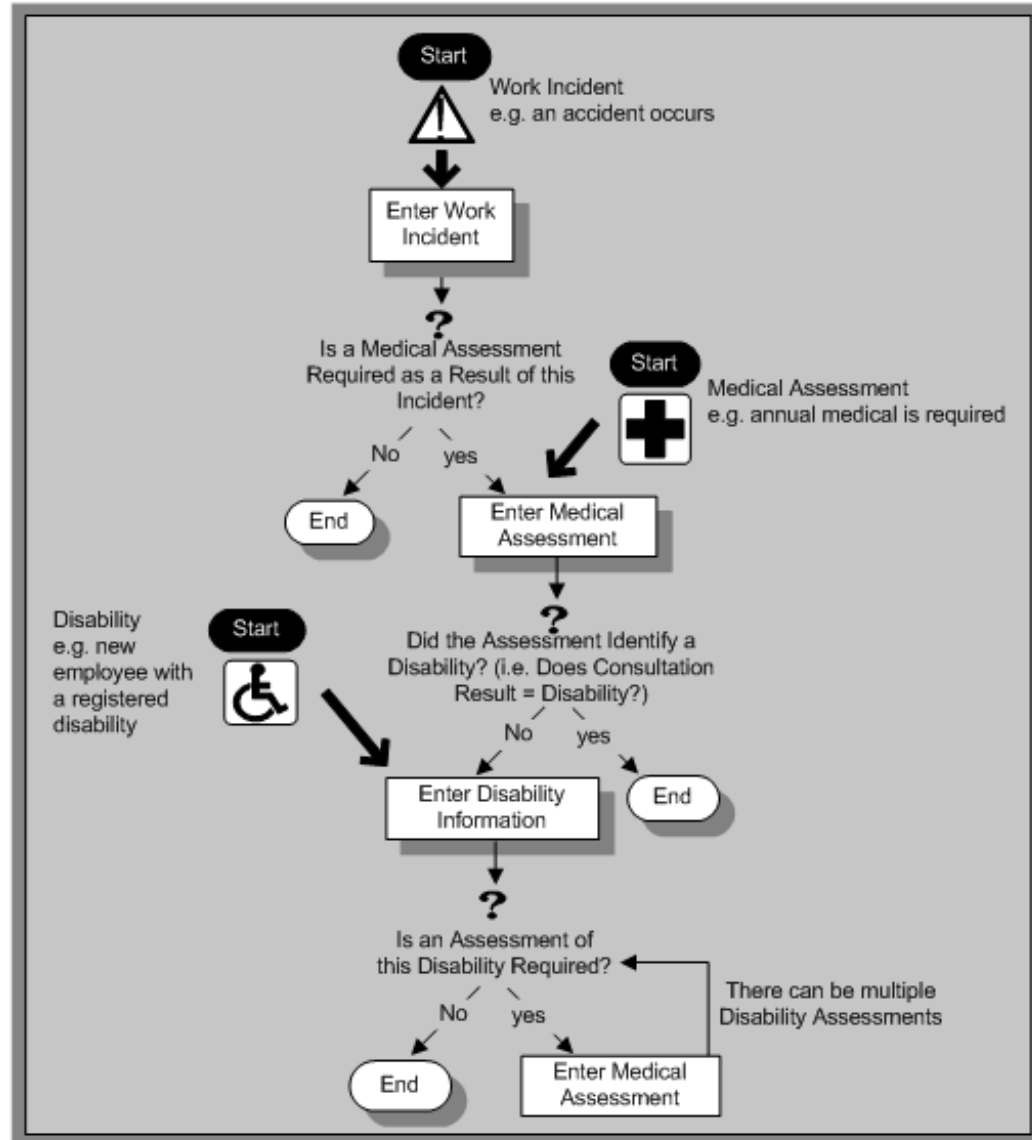 Start
Work Incident
e.g. an accident occurs
Enter Work
Incident
?
Is a Medical Assessment
Required as a Result of this
Incident?
No
yes
Start
Medical Assessment
e.g. annual medical is required
End
Enter Medical
Assessment
?
Did the Assessment Identify a
Disability? (i.e. Does Consultation
Result = Disability?)
No
yes
Disability
e.g. new
employee with
a registered
disability
Start
Enter Disability
Information
End
?
Is an Assessment of
this Disability Required?
No
yes
There can be multiple
Disability Assessments
End
Enter Medical
Assessment